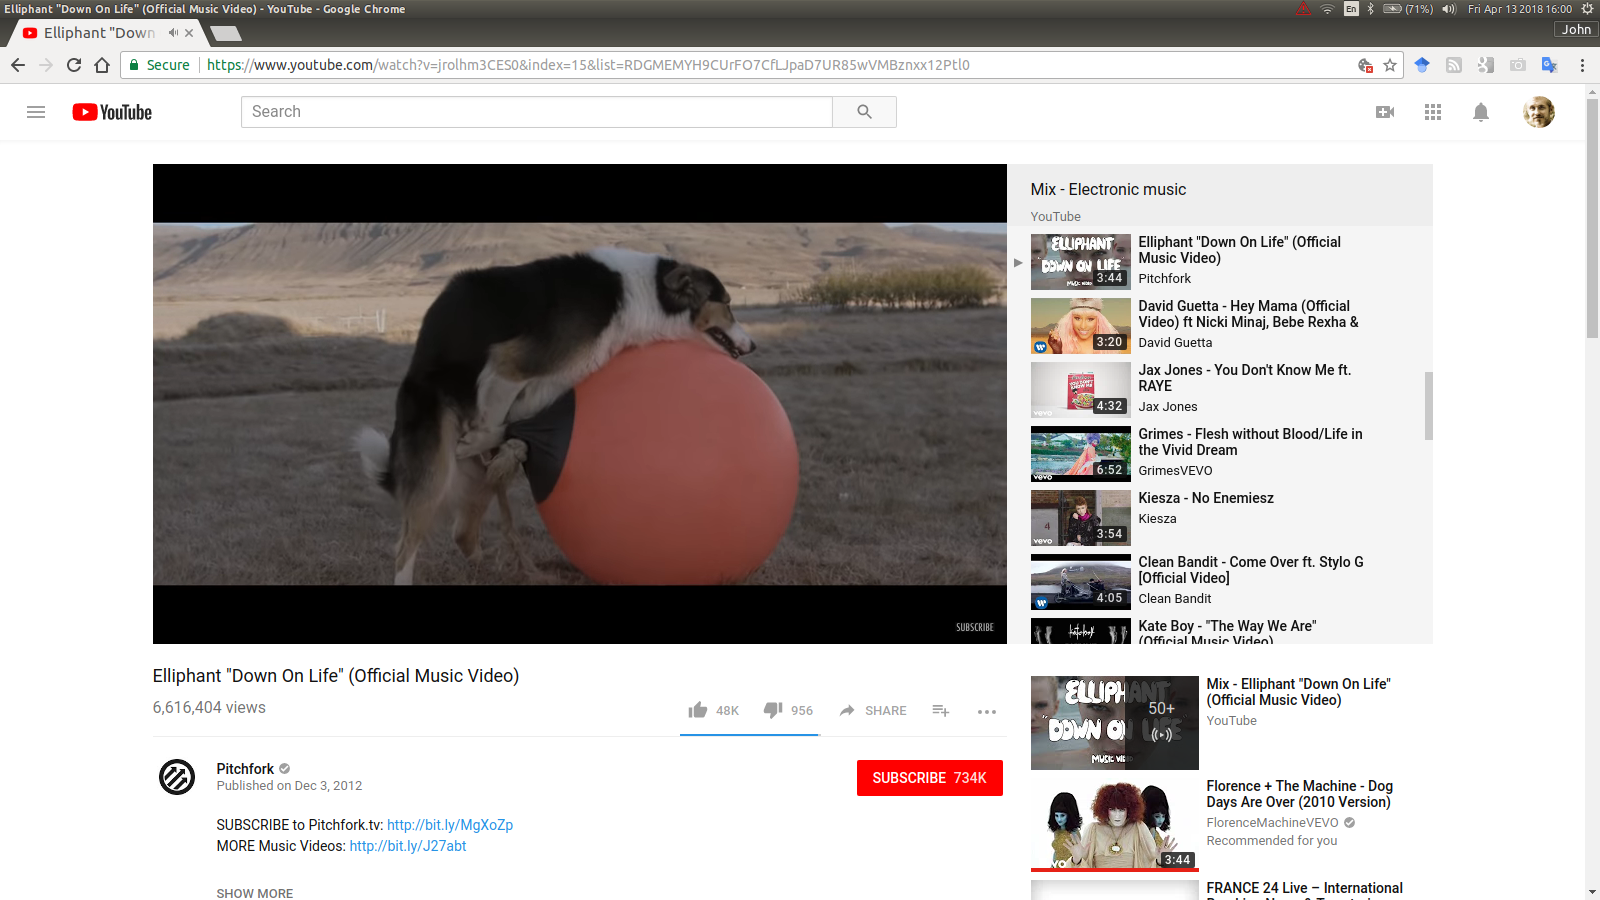 Elliphant "Down On Life" (Official Music Video) - YouTube - Google Chrome
En
(71%)
Fri Apr 13 2018 16:00
Elliphant "Down
John
Secure
https://www.youtube.com/watch?v=jrolhm3CES0&index=15&list=RDGMEMYH9CUrFO7CfLJpaD7UR85wVMBznxx12Ptl0
YouTube
Search
SUBSCRIBE
Mix - Electronic music
YouTube
ELLIPHANT
"DOWN ON LIFE"
MUSIC VIDEO
3:44
Elliphant "Down On Life" (Official
Music Video)
Pitchfork
3:20
David Guetta - Hey Mama (Official
Video) ft Nicki Minaj, Bebe Rexha &
David Guetta
vevo
4:32
Jax Jones - You Don't Know Me ft.
RAYE
Jax Jones
vevo
6:52
Grimes - Flesh without Blood/Life in
the Vivid Dream
GrimesVEVO
4
vevo
3:54
Kiesza - No Enemiesz
Kiesza
4:05
Clean Bandit - Come Over ft. Stylo G
[Official Video]
Clean Bandit
Kate Boy - "The Way We Are"
(Official Music Video)
Elliphant "Down On Life" (Official Music Video)
6,616,404 views
48K
956
SHARE
Pitchfork
Published on Dec 3, 2012
SUBSCRIBE 734K
SUBSCRIBE to Pitchfork.tv: http://bit.ly/MgXoZp
MORE Music Videos: http://bit.ly/J27abt
SHOW MORE
ELLIPHANT
"DOWN ON LIFE"
MUSIC VIDEO
50+
Mix - Elliphant "Down On Life"
(Official Music Video)
YouTube
3:44
Florence + The Machine - Dog
Days Are Over (2010 Version)
FlorenceMachineVEVO
Recommended for you
FRANCE 24 Live – International